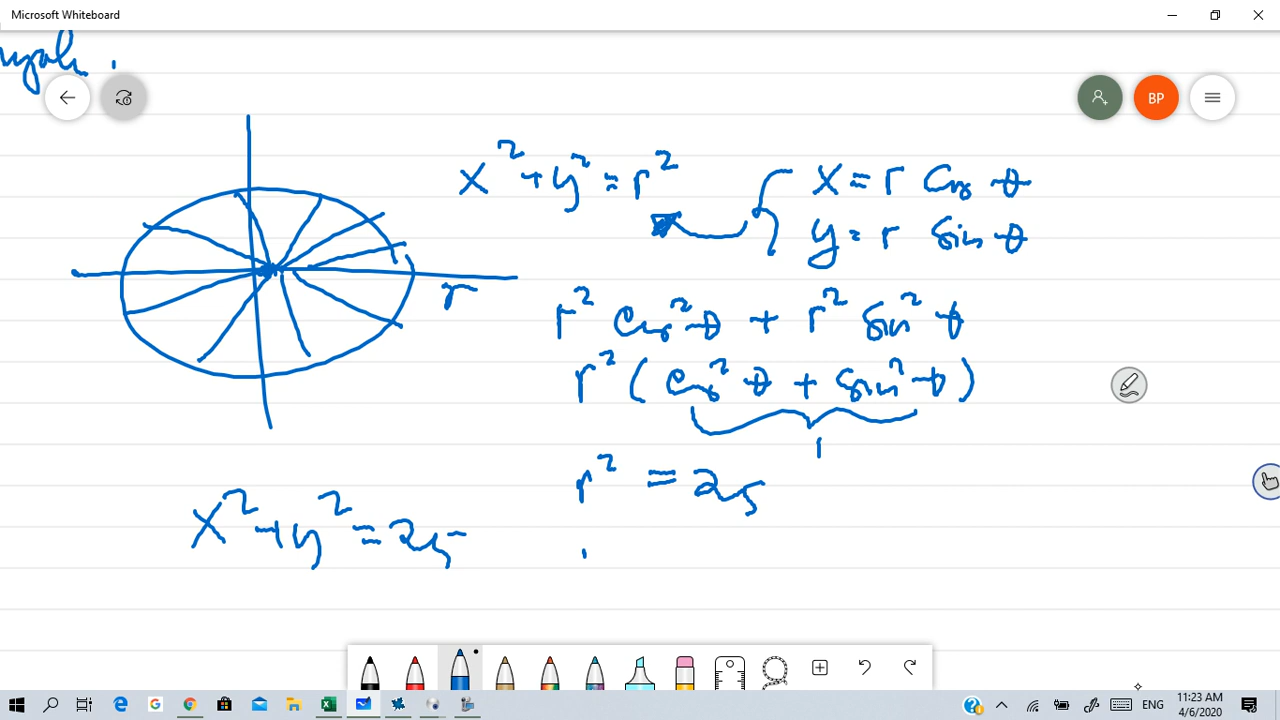 Microsoft Whiteboard
BP
x² + y² = r²
x = r Cos θ
y = r Sin θ
r
r² Cos² θ + r² Sin² θ
r² (Cos² θ + Sin² θ)
1
r² = 25
x² + y² = 25
ENG
11:23 AM
4/6/2020